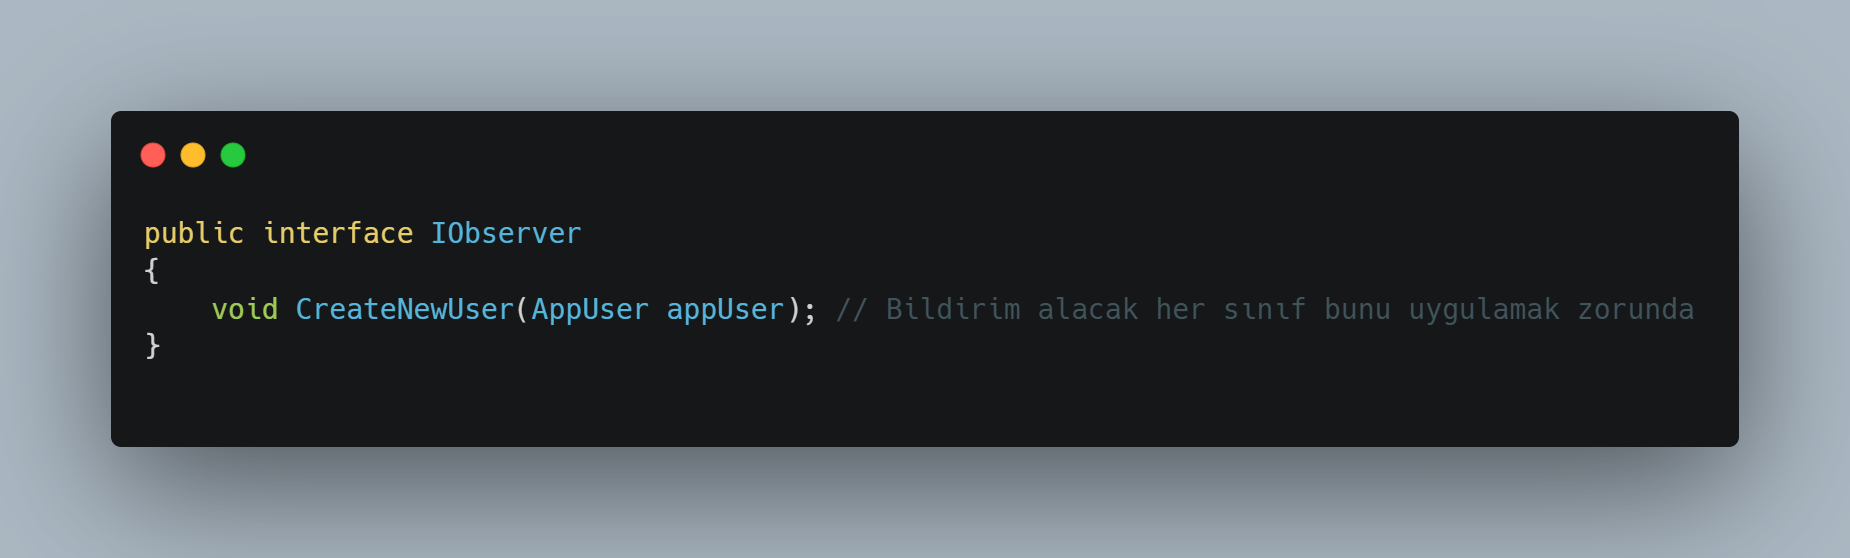 public interface IObserver
{
    void CreateNewUser(AppUser appUser); // Bildirim alacak her sınıf bunu uygulamak zorunda
}